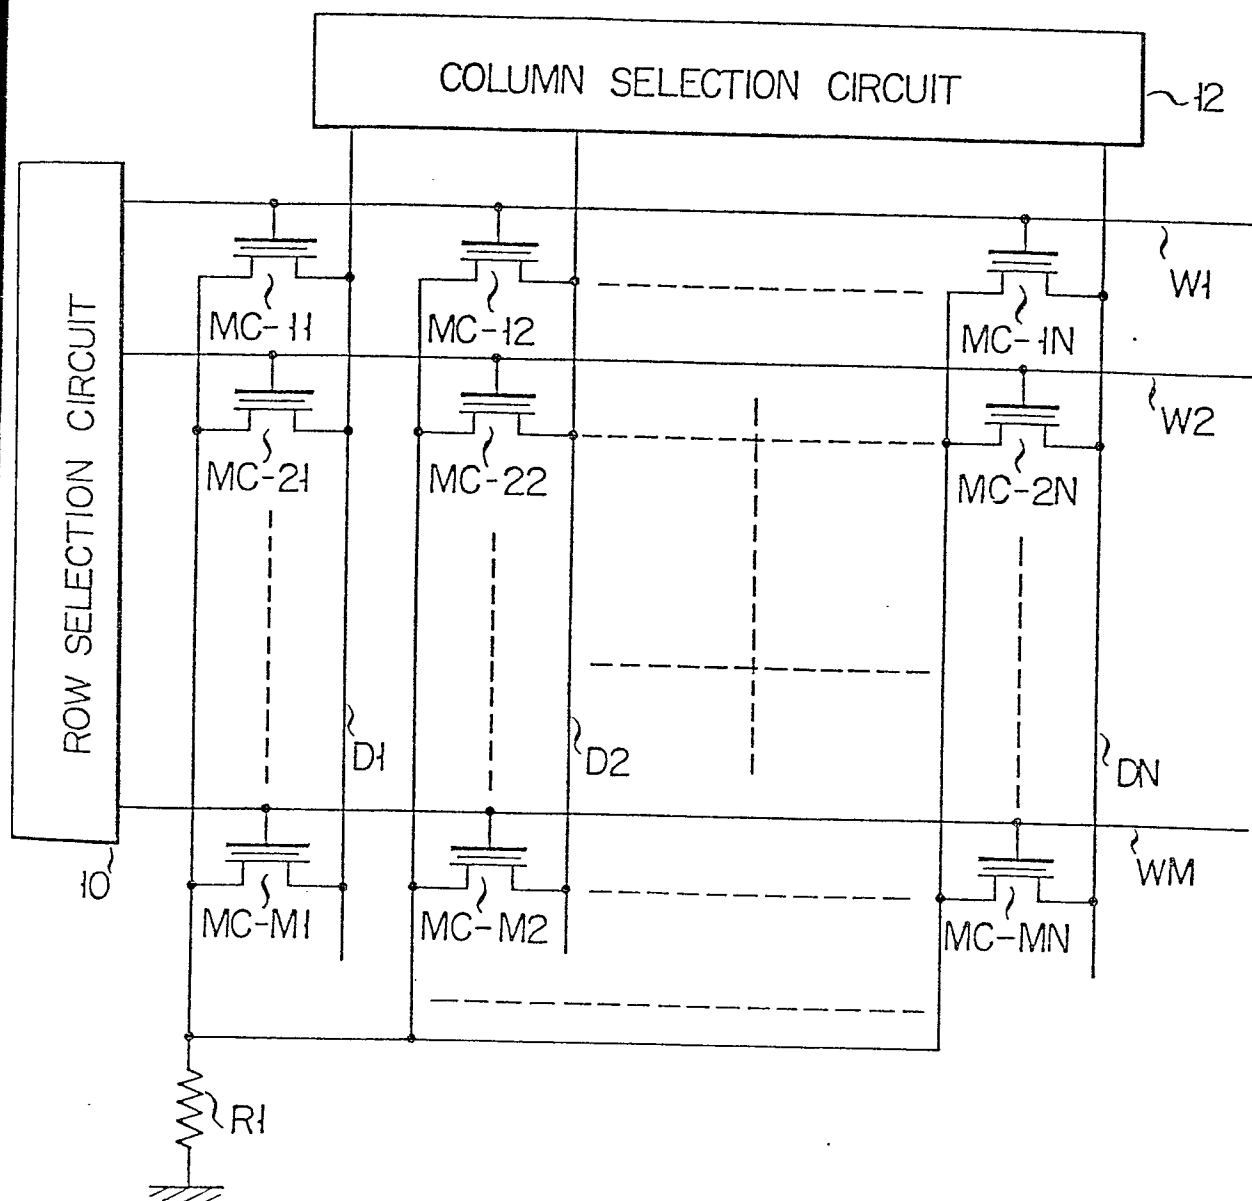 COLUMN SELECTION CIRCUIT
12
ROW SELECTION CIRCUIT
10
W1
MC-11
MC-12
MC-1N
W2
MC-21
MC-22
MC-2N
D1
D2
DN
WM
MC-M1
MC-M2
MC-MN
R1